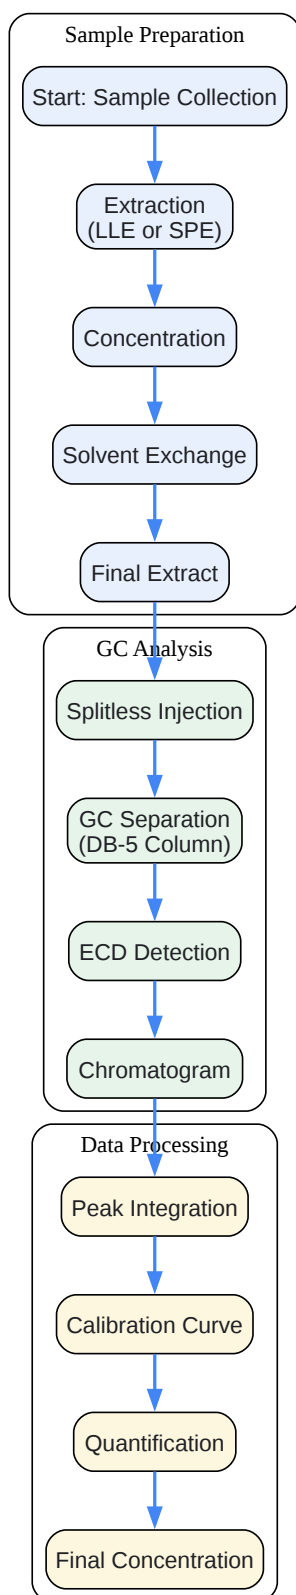 Sample Preparation
Start: Sample Collection
Extraction
(LLE or SPE)
Concentration
Solvent Exchange
Final Extract
GC Analysis
Splitless Injection
GC Separation
(DB-5 Column)
ECD Detection
Chromatogram
Data Processing
Peak Integration
Calibration Curve
Quantification
Final Concentration